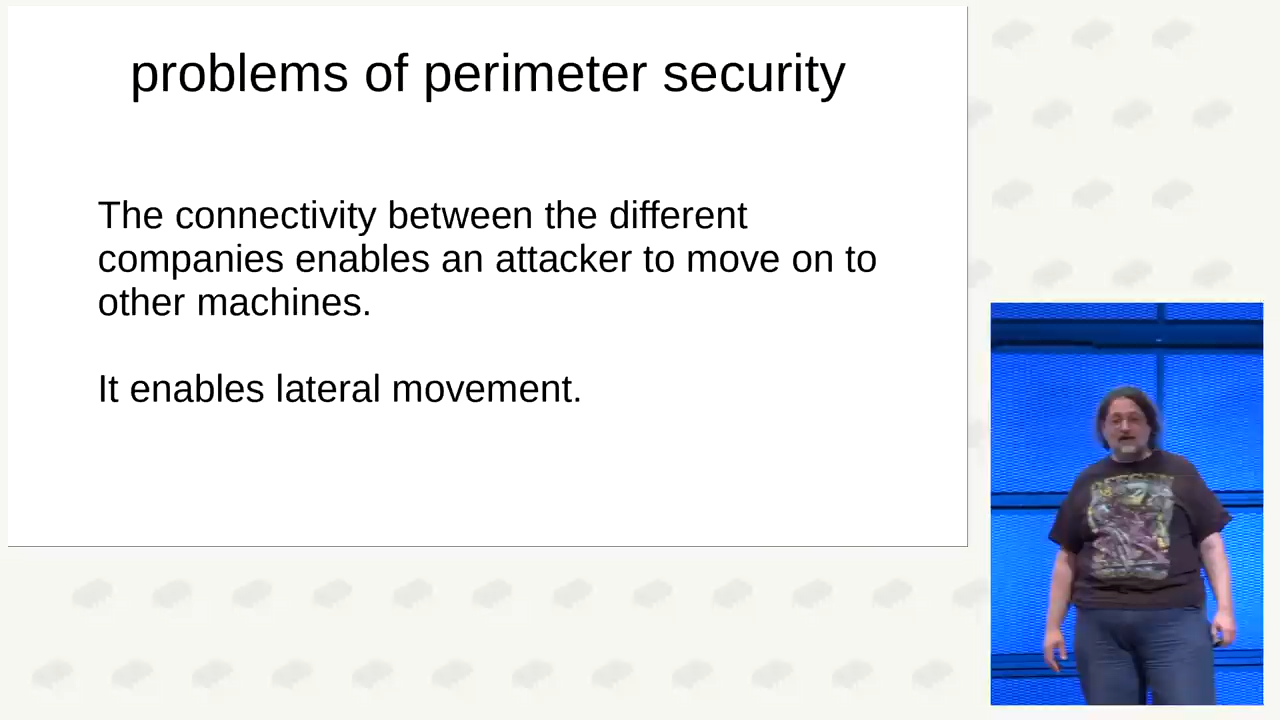 problems of perimeter security
The connectivity between the different
companies enables an attacker to move on to
other machines.
It enables lateral movement.